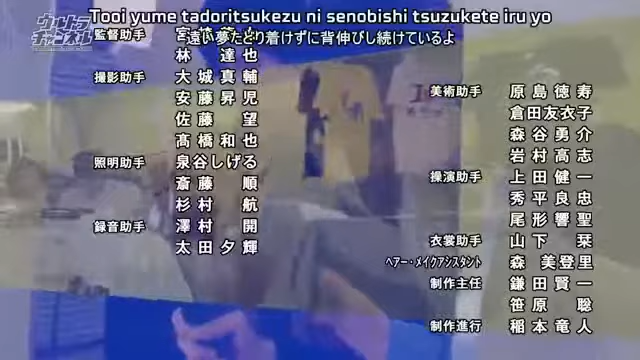 Tooi yume tadoritsukezu ni senobishi tsuzukete iru yo
遠い夢たどり着けずに背伸びし続けているよ
ウルトラチャンネル
監督助手
林 達也
撮影助手 大城真輔
安藤昇児
佐藤 望
髙橋和也
照明助手 泉谷しげる
斎藤 順
杉村 航
録音助手 澤村 開
太田夕輝
美術助手 原島徳寿
倉田友衣子
森谷勇介
岩村高志
操演助手 上田健一
秀平良忠
尾形響聖
衣裳助手 山下 栞
ヘアー・メイクアシスタント 森 美登里
制作主任 鎌田賢一
笹原 聡
制作進行 稲本竜人